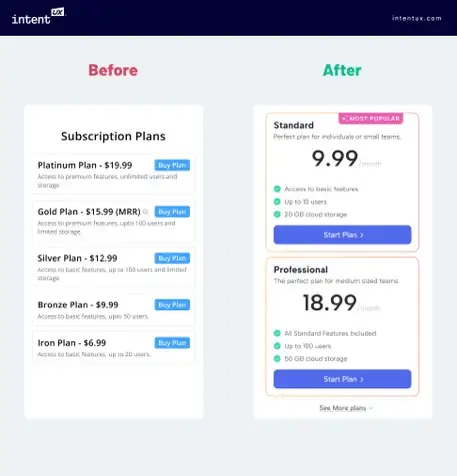 intent UX
intentux.com
Before
After
Subscription Plans
Platinum Plan - $19.99
Buy Plan
Access to premium features, unlimited users and
storage
Gold Plan - $15.99 (MRR)
Buy Plan
Access to premium features, upto 100 users and
limited storage.
Silver Plan - $12.99
Buy Plan
Access to basic features, up to 100 users and limited
storage.
Bronze Plan - $9.99
Buy Plan
Access to basic features, upto 50 users.
Iron Plan - $6.99
Buy Plan
Access to basic features. up to 20 users.
MOST POPULAR
Standard
Perfect plan for individuals or small teams.
9.99 /month
Access to basic features
Up to 10 users
20 GB cloud storage
Start Plan >
Professional
The perfect plan for medium sized teams
18.99 /month
All Standard Features Included
Up to 100 users
50 GB cloud storage
Start Plan >
See More plans